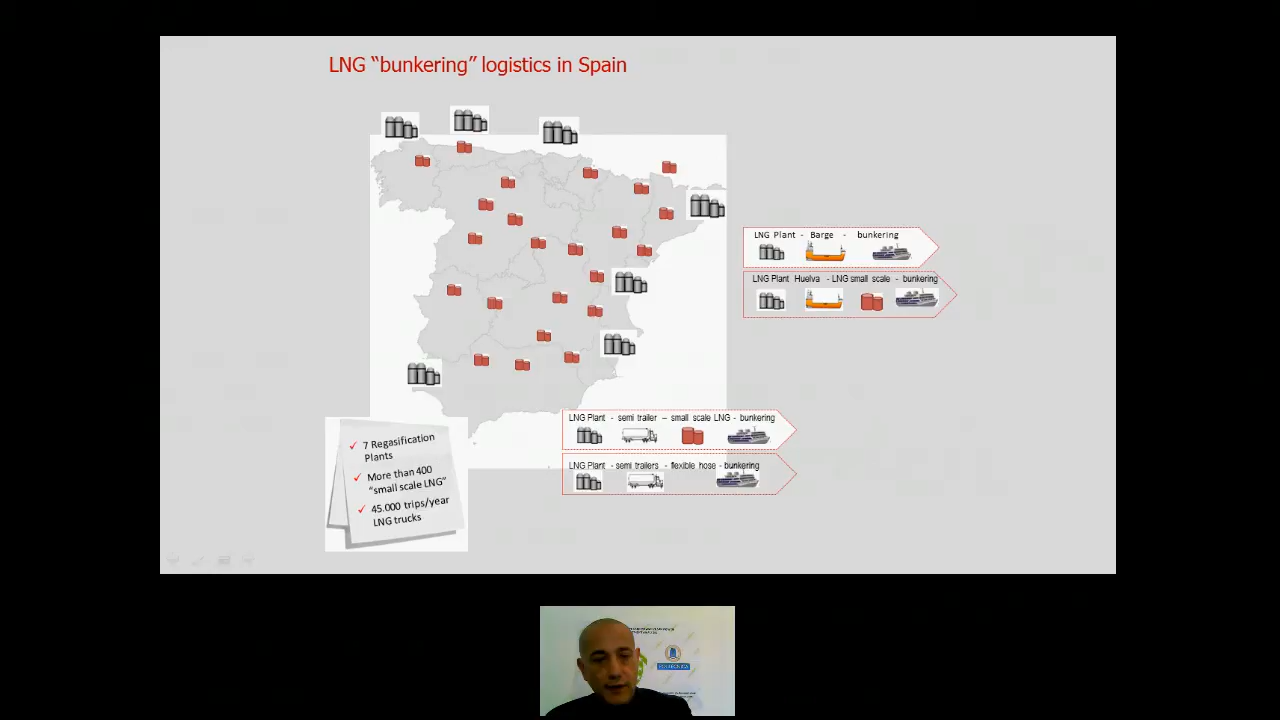 LNG “bunkering” logistics in Spain
LNG Plant - Barge - bunkering
LNG Plant Huelva - LNG small scale - bunkering
LNG Plant - semi trailer – small scale LNG - bunkering
LNG Plant - semi trailers - flexible hose - bunkering
✓ 7 Regasification
Plants
✓ More than 400
“small scale LNG”
✓ 45.000 trips/year
LNG trucks